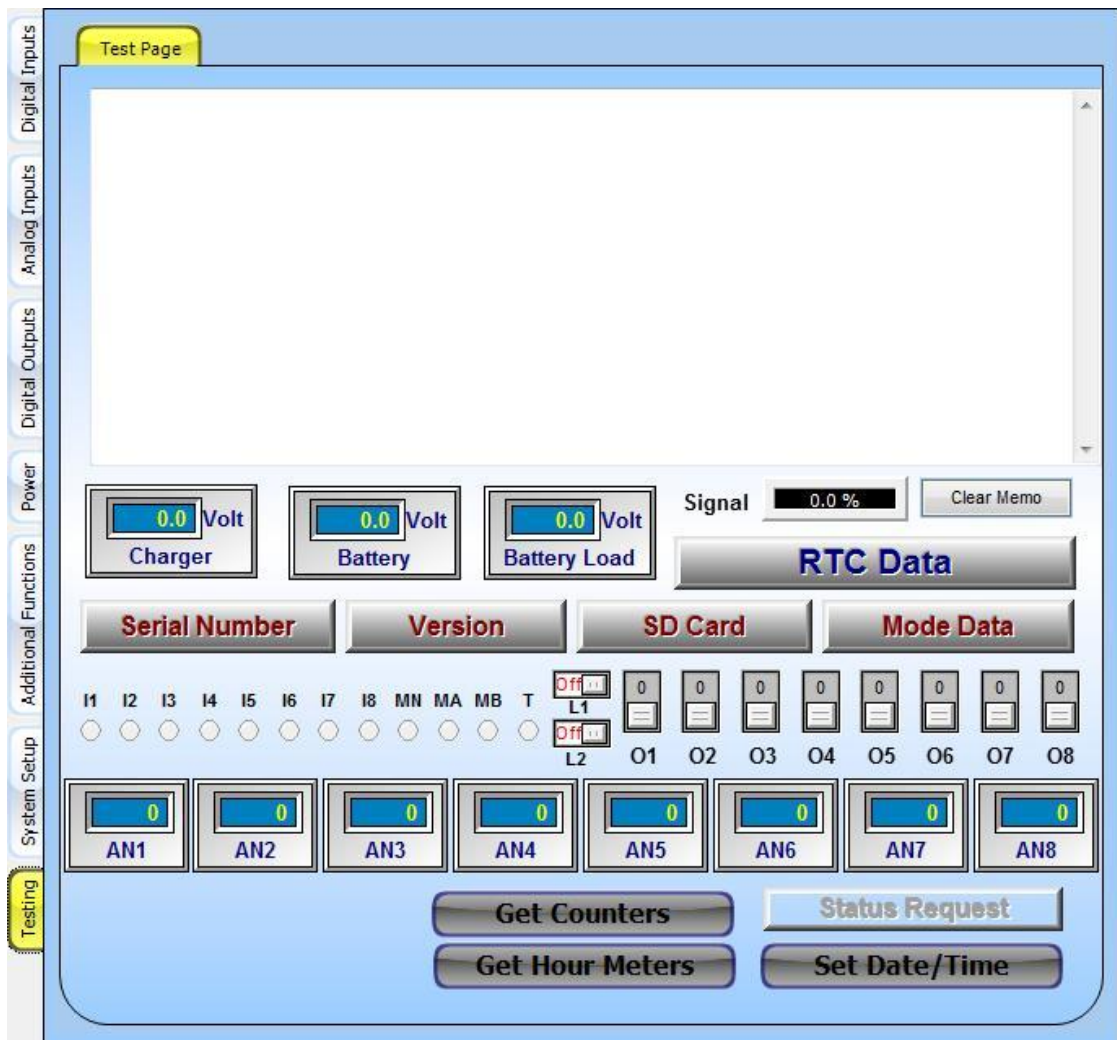 Test Page
Digital Inputs
Analog Inputs
Digital Outputs
Power
Additional Functions
System Setup
Testing
0.0 Volt
Charger
0.0 Volt
Battery
0.0 Volt
Battery Load
Signal 0.0 % Clear Memo
RTC Data
Serial Number Version SD Card Mode Data
I1 I2 I3 I4 I5 I6 I7 I8 MN MA MB T
Off
L1
Off
L2
0 0 0 0 0 0 0 0
O1 O2 O3 O4 O5 O6 O7 O8
0 0 0 0 0 0 0 0
AN1 AN2 AN3 AN4 AN5 AN6 AN7 AN8
Get Counters Status Request
Get Hour Meters Set Date/Time